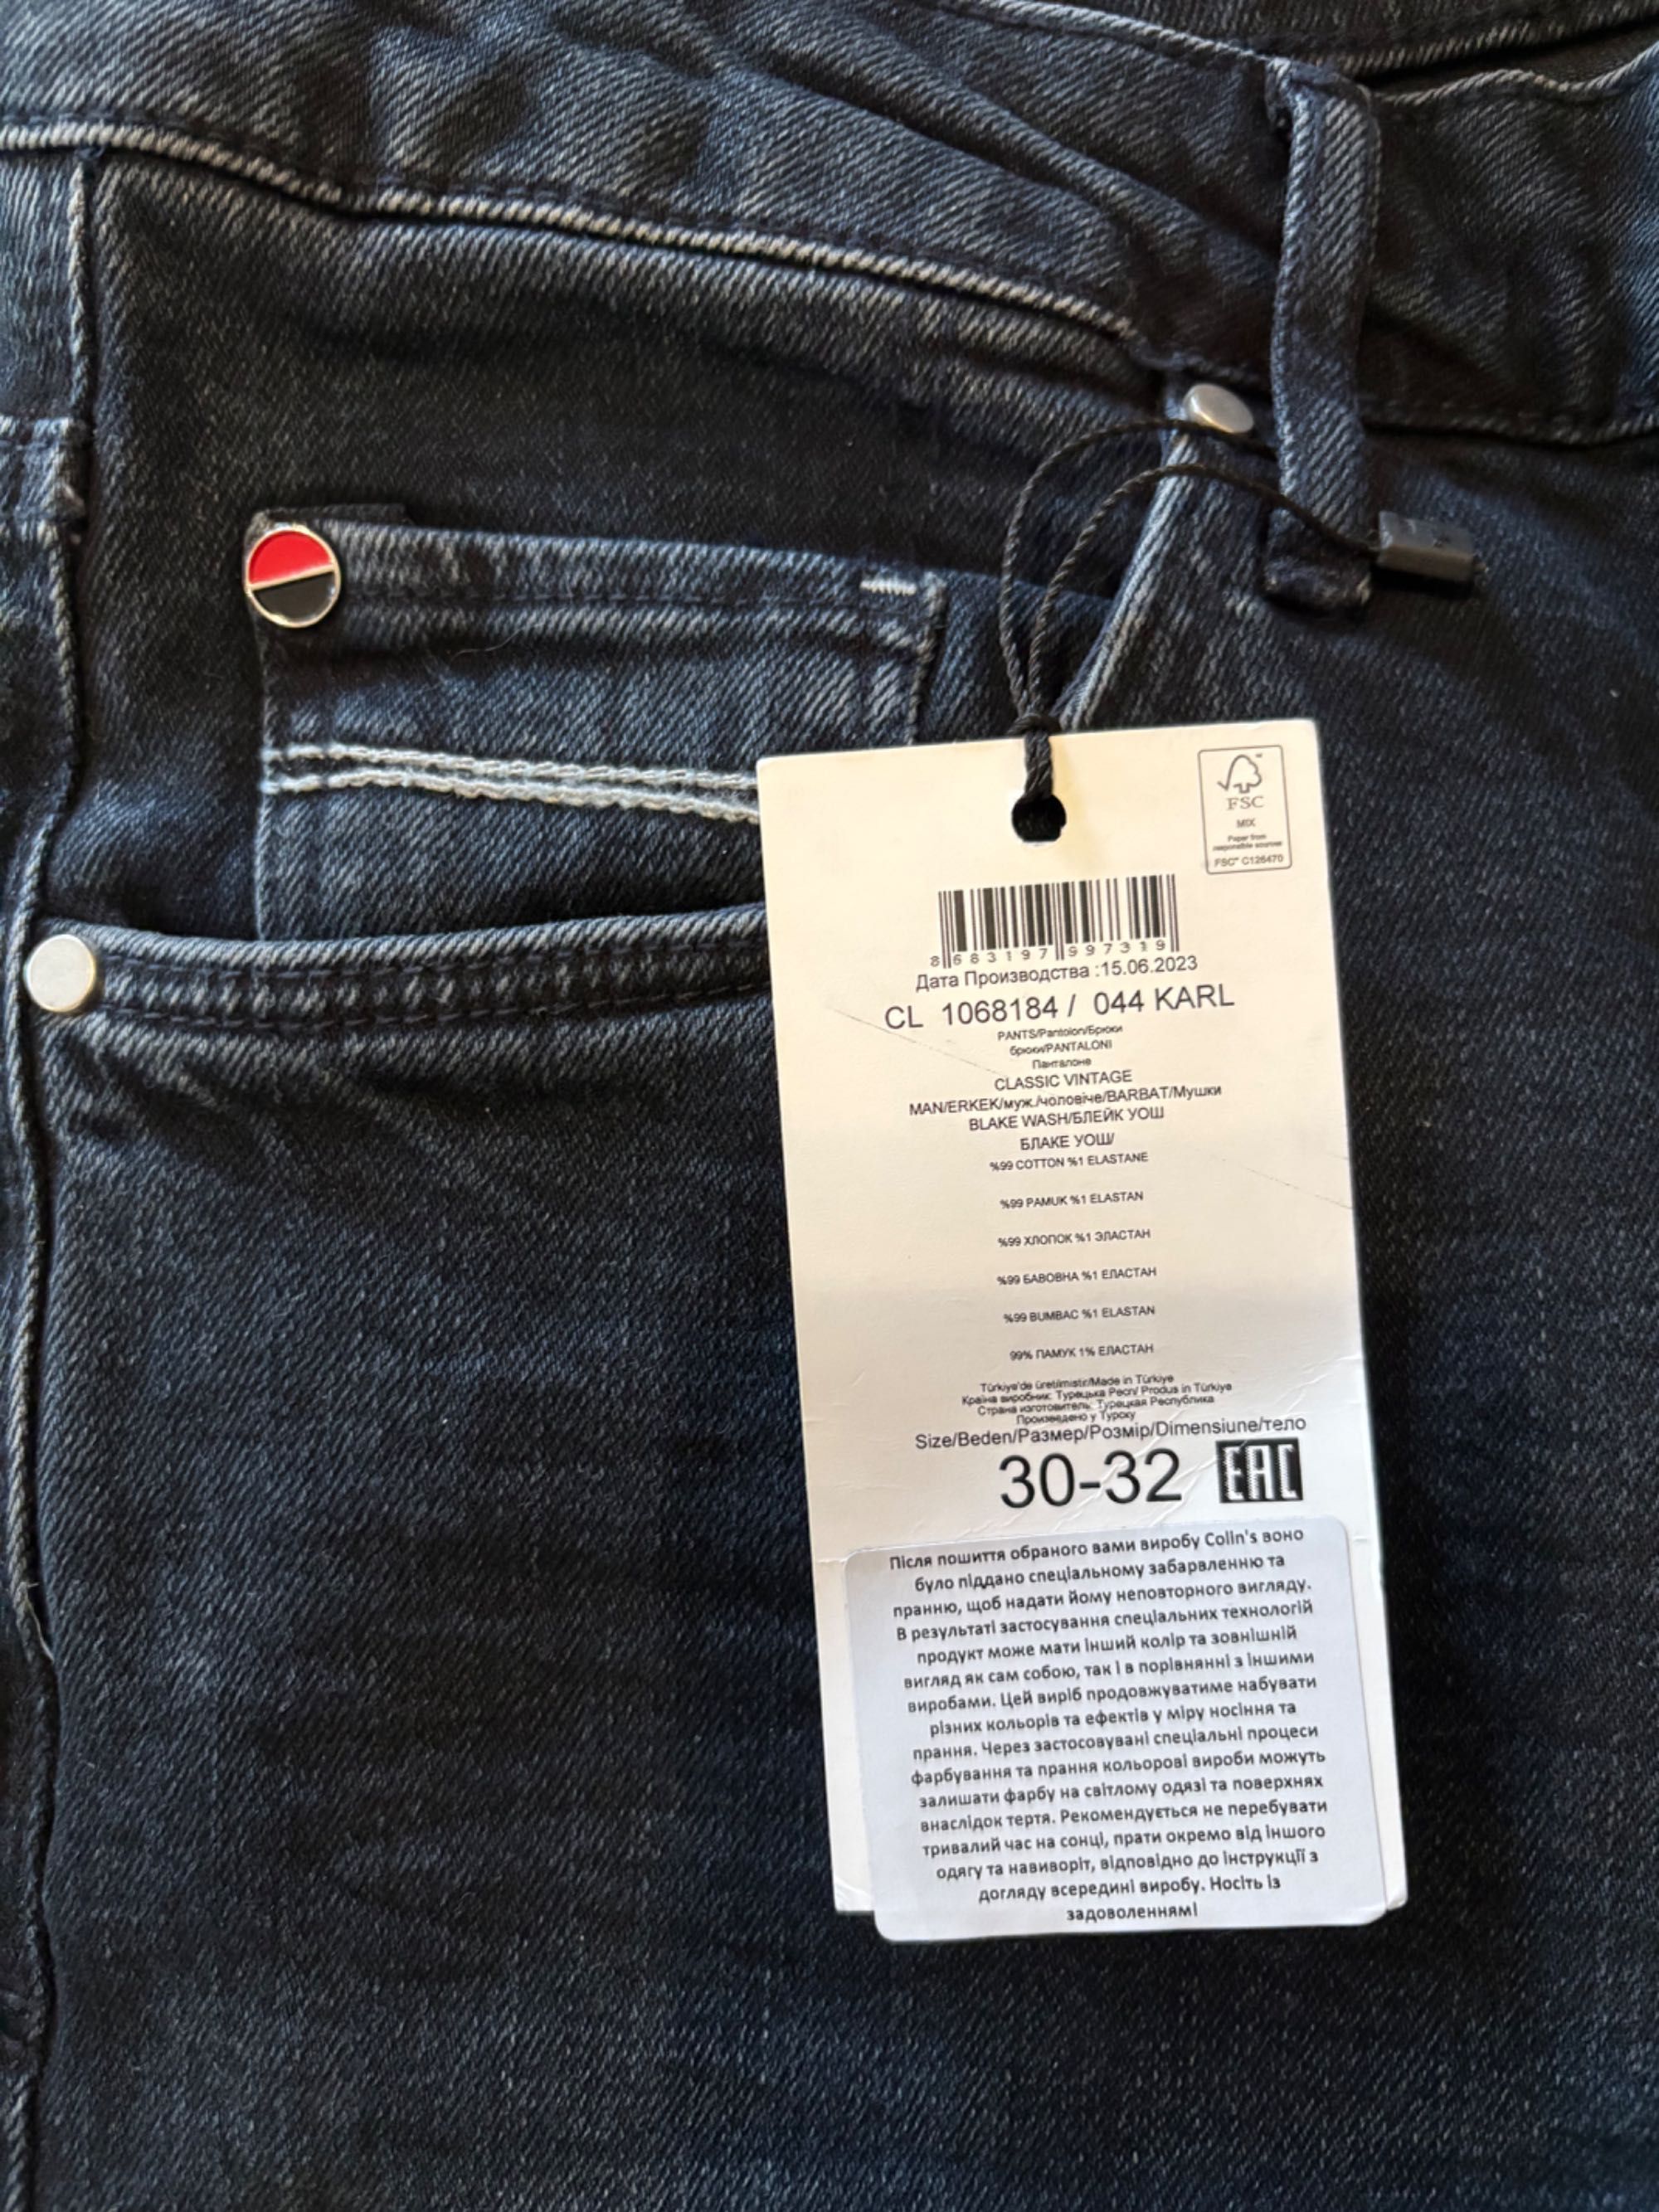 FSC
MIX
Paper from
responsible sources
FSC™ C126470
8 683197 997319
Дата Производства :15.06.2023
CL 1068184 / 044 KARL
PANTS/Pantolon/Брюки
брюки/PANTALONI
Панталоне
CLASSIC VINTAGE
MAN/ERKEK/муж./чоловіче/BARBAT/Мушки
BLAKE WASH/БЛЕЙК УОШ
БЛАКЕ УОШ/
%99 COTTON %1 ELASTANE
%99 PAMUK %1 ELASTAN
%99 ХЛОПОК %1 ЭЛАСТАН
%99 БАВОВНА %1 ЕЛАСТАН
%99 BUMBAC %1 ELASTAN
99% ПАМУК 1% ЕЛАСТАН
Türkiye'de üretilmistir/Made in Türkiye
Країна виробник: Турецька Респ/ Produs in Türkiye
Страна изготовитель: Турецкая Республика
Произведено у Турску
Size/Beden/Размер/Розмір/Dimensiune/тело
30-32 EAC
Після пошиття обраного вами виробу Colin's воно
було піддано спеціальному забарвленню та
пранню, щоб надати йому неповторного вигляду.
В результаті застосування спеціальних технологій
продукт може мати інший колір та зовнішній
вигляд як сам собою, так і в порівнянні з іншими
виробами. Цей виріб продовжуватиме набувати
різних кольорів та ефектів у міру носіння та
прання. Через застосовувані спеціальні процеси
фарбування та прання кольорові вироби можуть
залишати фарбу на світлому одязі та поверхнях
внаслідок тертя. Рекомендується не перебувати
тривалий час на сонці, прати окремо від іншого
одягу та навиворіт, відповідно до інструкції з
догляду всередині виробу. Носіть із
задоволенням!